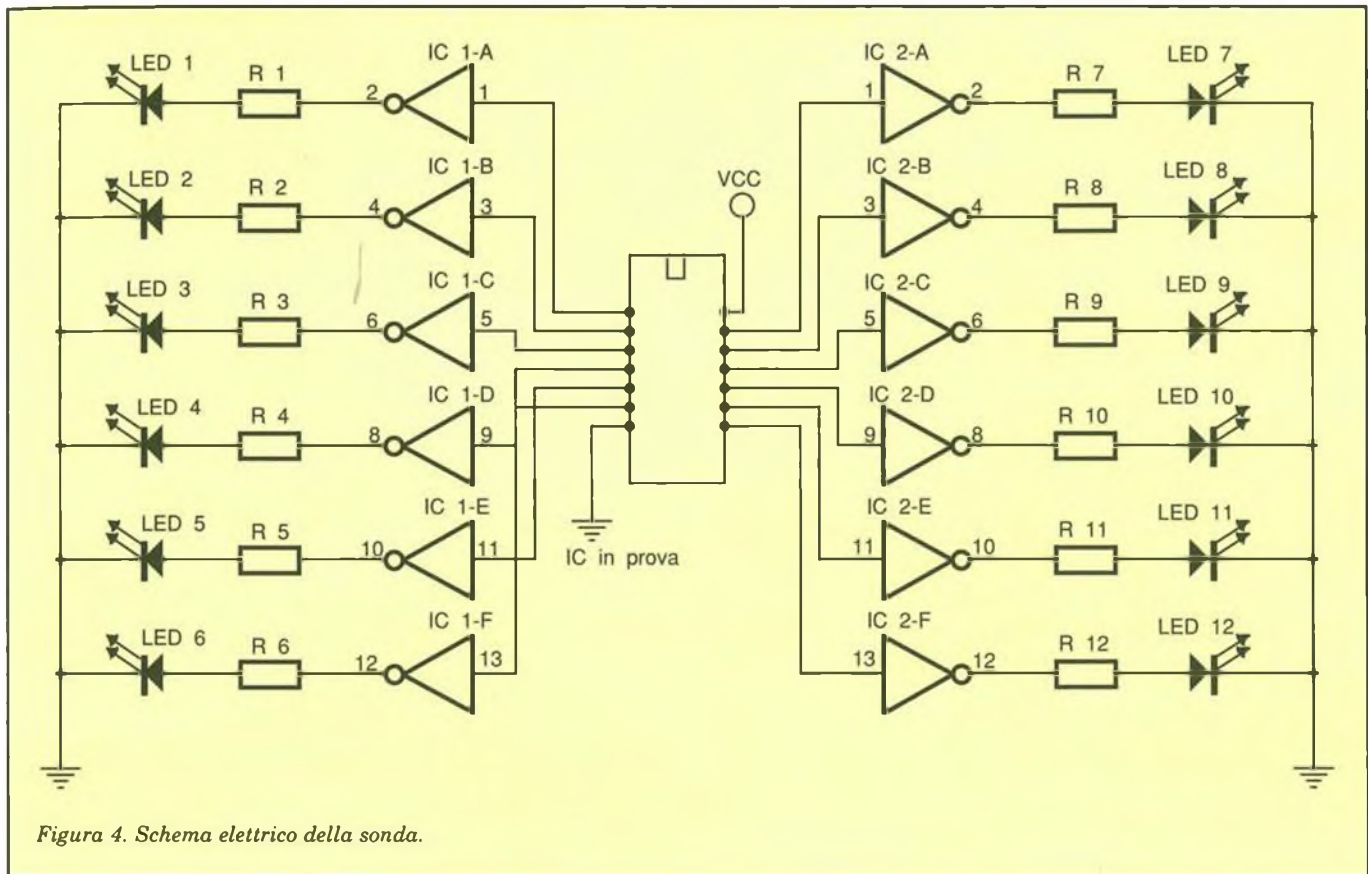 IC 1-A
LED 1
R 1
2
1
IC 1-B
LED 2
R 2
4
3
IC 1-C
LED 3
R 3
6
5
IC 1-D
LED 4
R 4
8
9
IC 1-E
LED 5
R 5
10
11
IC 1-F
LED 6
R 6
12
13
VCC
IC in prova
IC 2-A
LED 7
R 7
1
2
IC 2-B
LED 8
R 8
3
4
IC 2-C
LED 9
R 9
5
6
IC 2-D
LED 10
R 10
9
8
IC 2-E
LED 11
R 11
11
10
IC 2-F
LED 12
R 12
13
12
Figura 4. Schema elettrico della sonda.